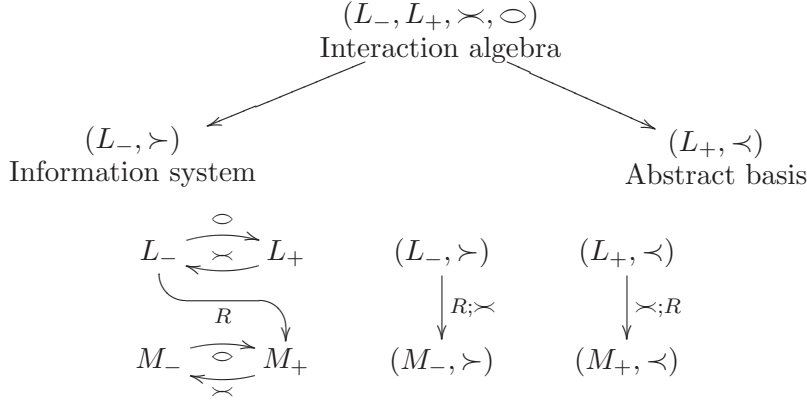 (L₋, L₊, ≍, ⬭)
Interaction algebra
(L₋, ≻)
Information system
(L₊, ≺)
Abstract basis
⬭
L₋ ≍ L₊
(L₋, ≻)
(L₊, ≺)
R
R;≍
≍;R
M₋ ⬭ M₊
≍
(M₋, ≻)
(M₊, ≺)